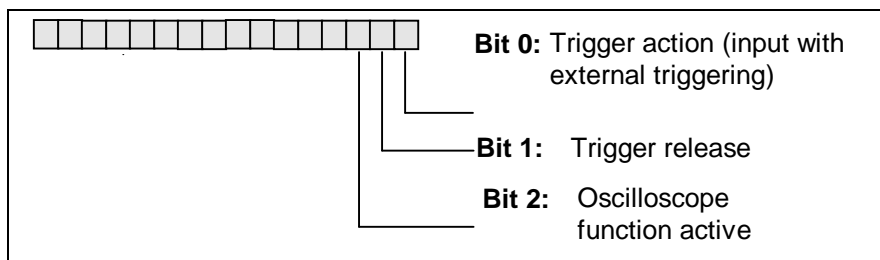 Bit 0: Trigger action (input with
external triggering)
Bit 1: Trigger release
Bit 2: Oscilloscope
function active